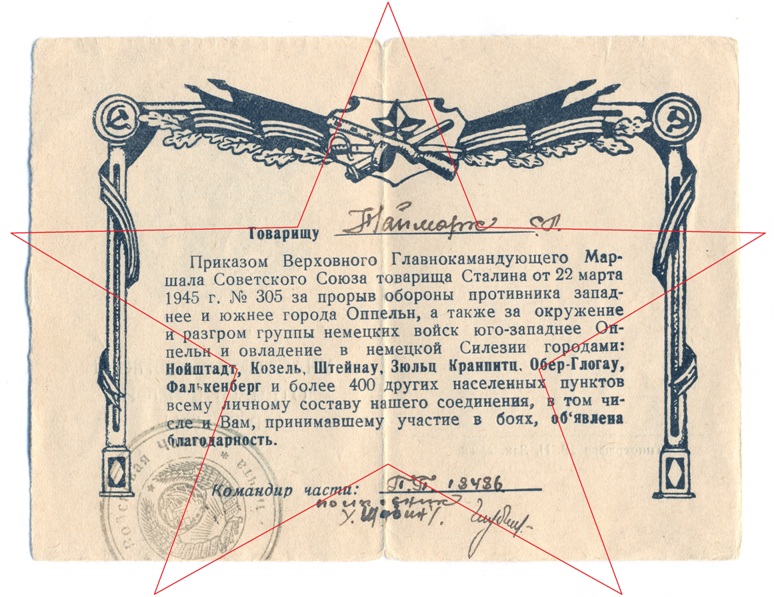 Товарищу Наймарк С.Л.
Приказом Верховного Главнокомандующего Мар-
шала Советского Союза товарища Сталина от 22 марта
1945 г. № 305 за прорыв обороны противника запад-
нее и южнее города Оппельн, а также за окружение
и разгром группы немецких войск юго-западнее Оп-
пельн и овладение в немецкой Силезии городами:
Нойштадт, Козель, Штейнау, Зюльц Краппитц, Обер-Глогау,
Фалькенберг и более 400 других населенных пунктов
всему личному составу нашего соединения, в том чи-
сле и Вам, принимавшему участие в боях, об'явлена
благодарность.
Командир части: П.П. 18486
полковник